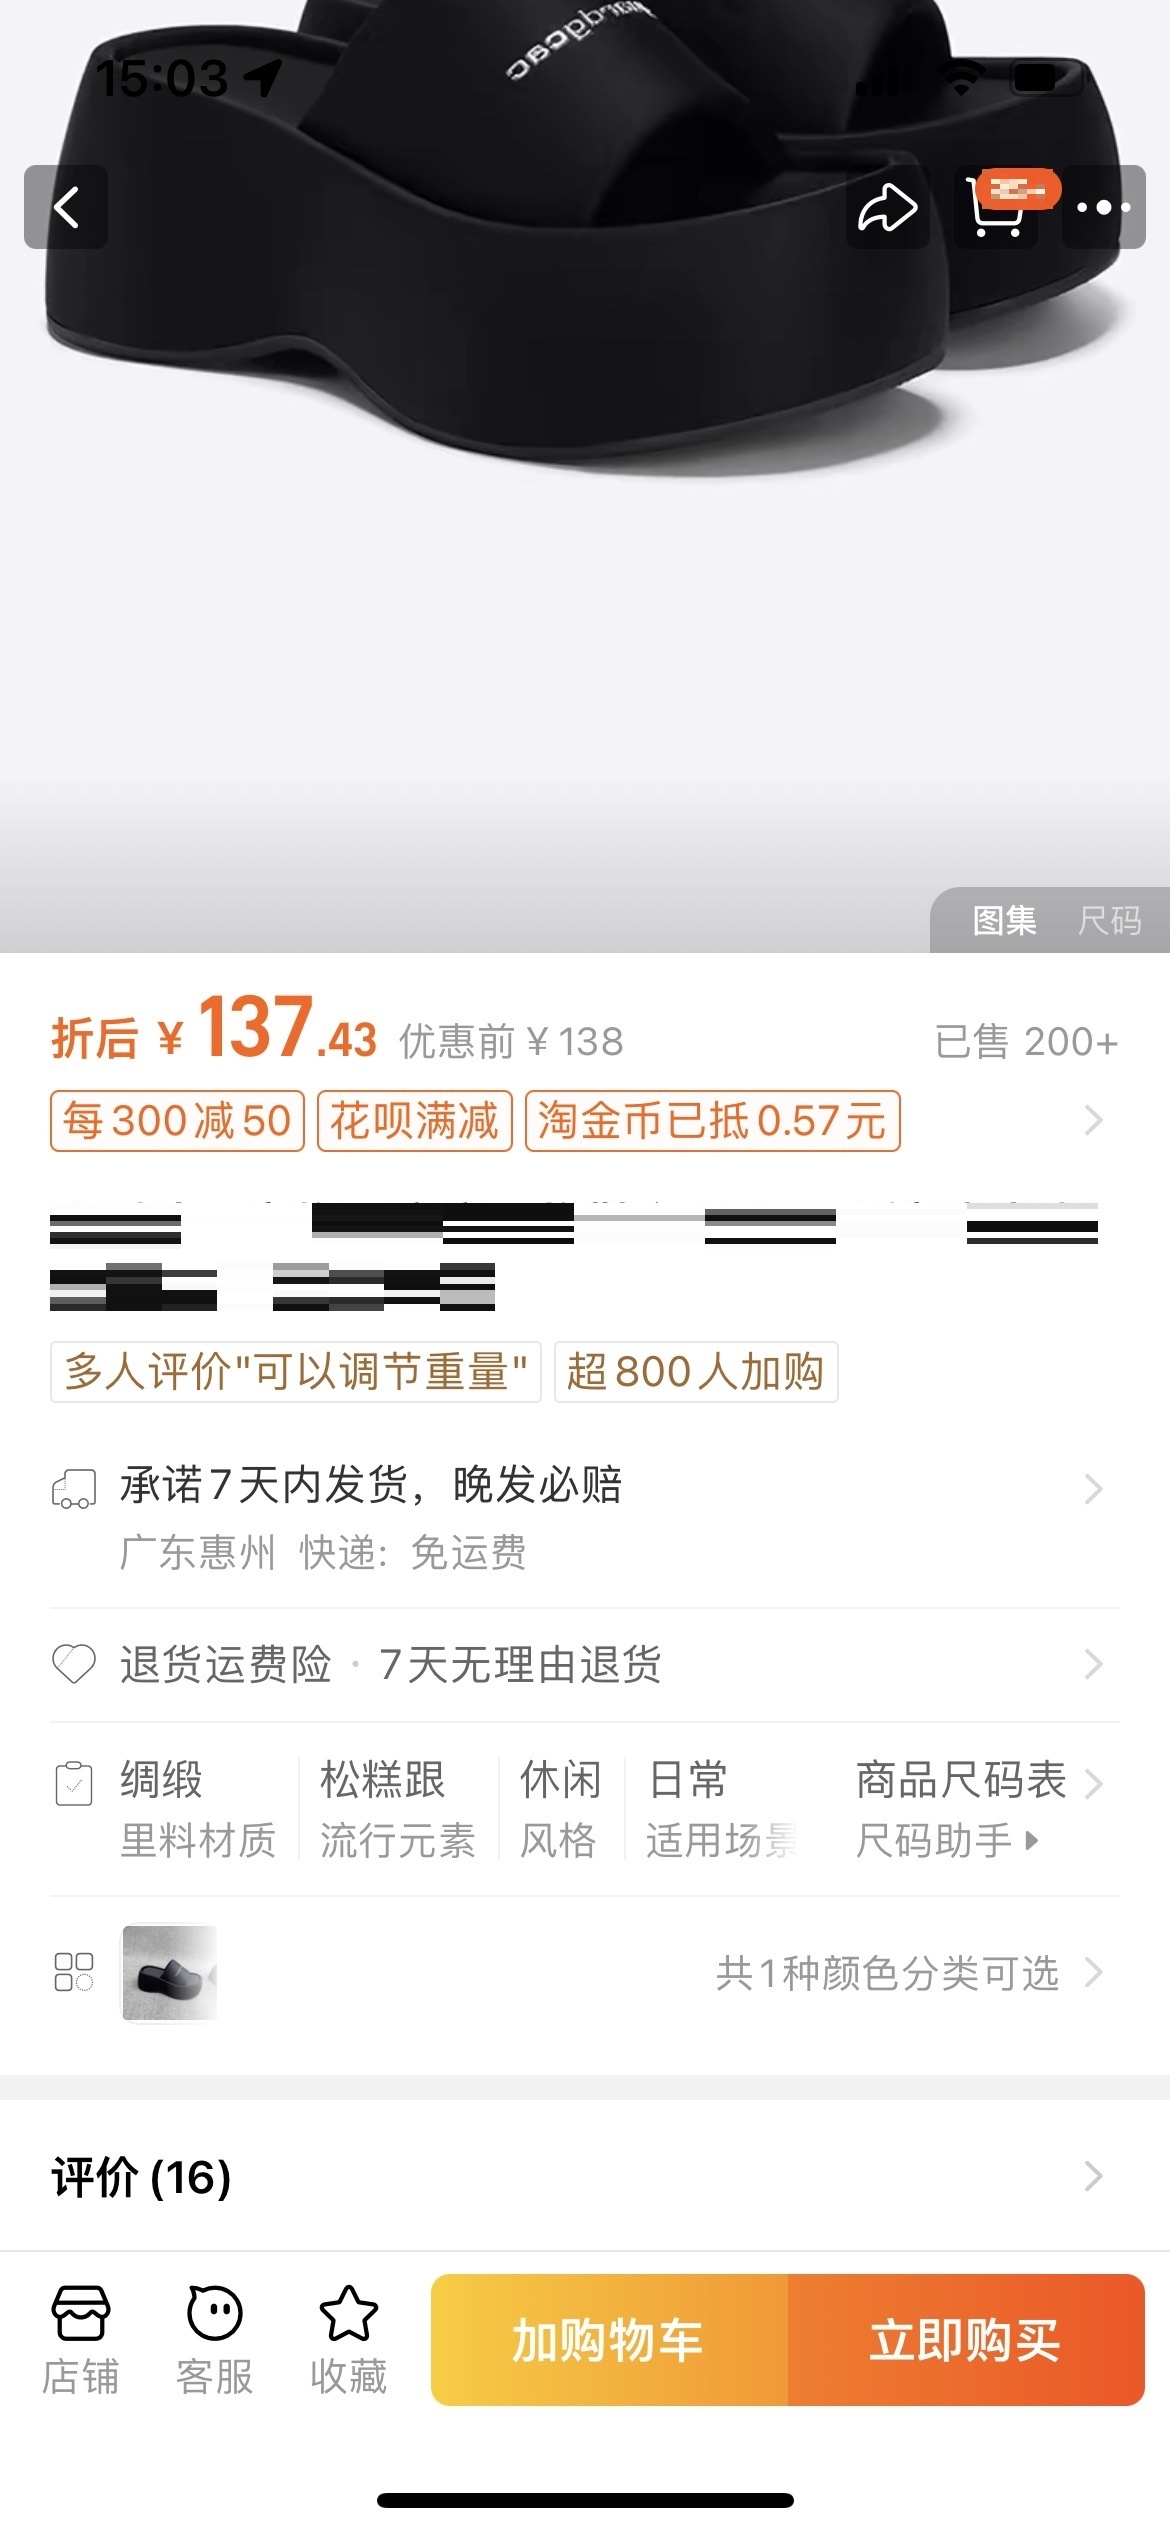 15:03
图集 尺码
折后 ¥137.43 优惠前 ¥138 已售 200+
每300减50 花呗满减 淘金币已抵0.57元
多人评价"可以调节重量" 超800人加购
承诺7天内发货，晚发必赔
广东惠州 快递: 免运费
退货运费险 · 7天无理由退货
绸缎 松糕跟 休闲 日常 商品尺码表
里料材质 流行元素 风格 适用场景 尺码助手
共1种颜色分类可选
评价 (16)
店铺 客服 收藏 加购物车 立即购买